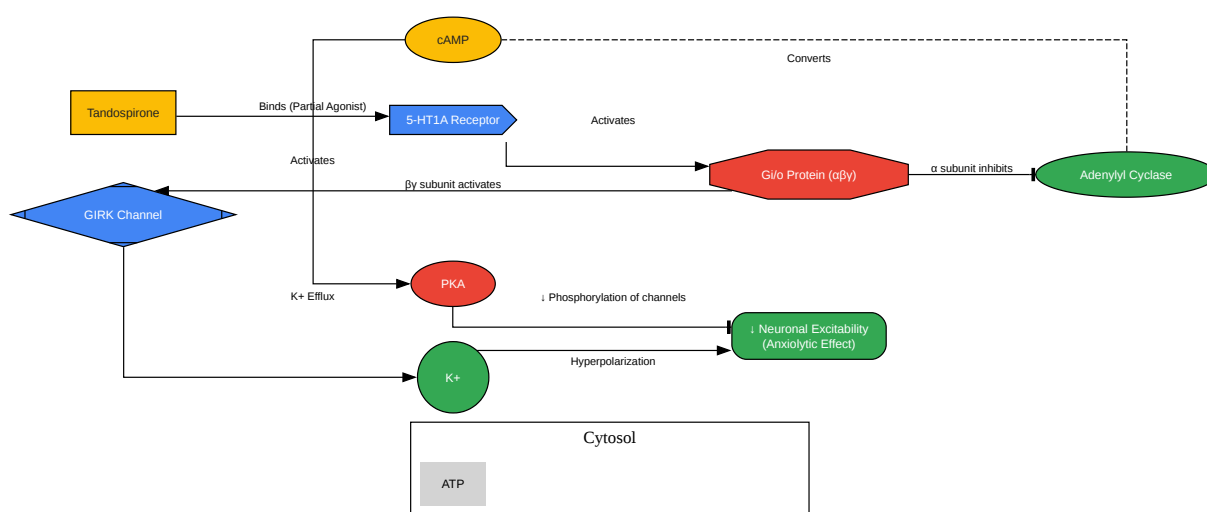 cAMP
Converts
Tandospirone
Binds (Partial Agonist)
5-HT1A Receptor
Activates
Activates
Gi/o Protein (αβγ)
α subunit inhibits
Adenylyl Cyclase
βγ subunit activates
GIRK Channel
PKA
K+ Efflux
↓ Phosphorylation of channels
↓ Neuronal Excitability
(Anxiolytic Effect)
Hyperpolarization
K+
Cytosol
ATP